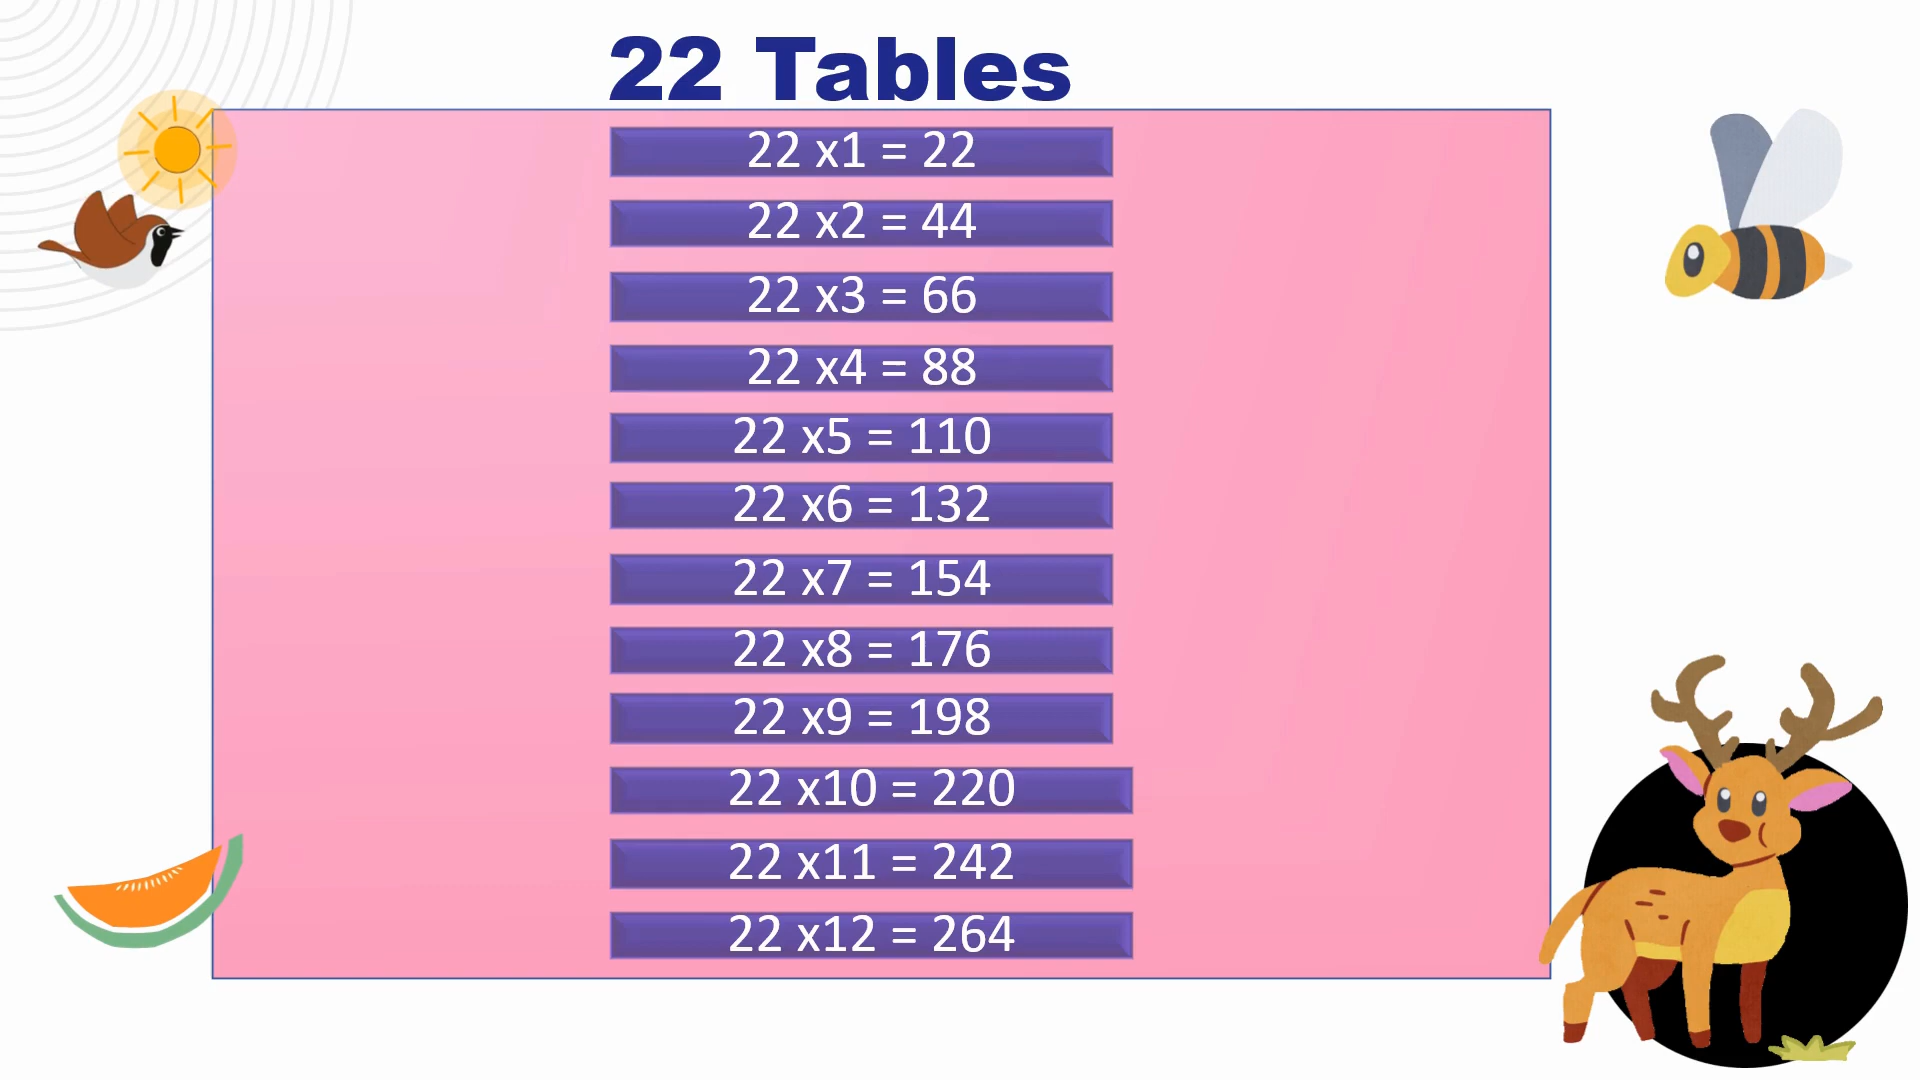 22 Tables
22 x1 = 22
22 x2 = 44
22 x3 = 66
22 x4 = 88
22 x5 = 110
22 x6 = 132
22 x7 = 154
22 x8 = 176
22 x9 = 198
22 x10 = 220
22 x11 = 242
22 x12 = 264